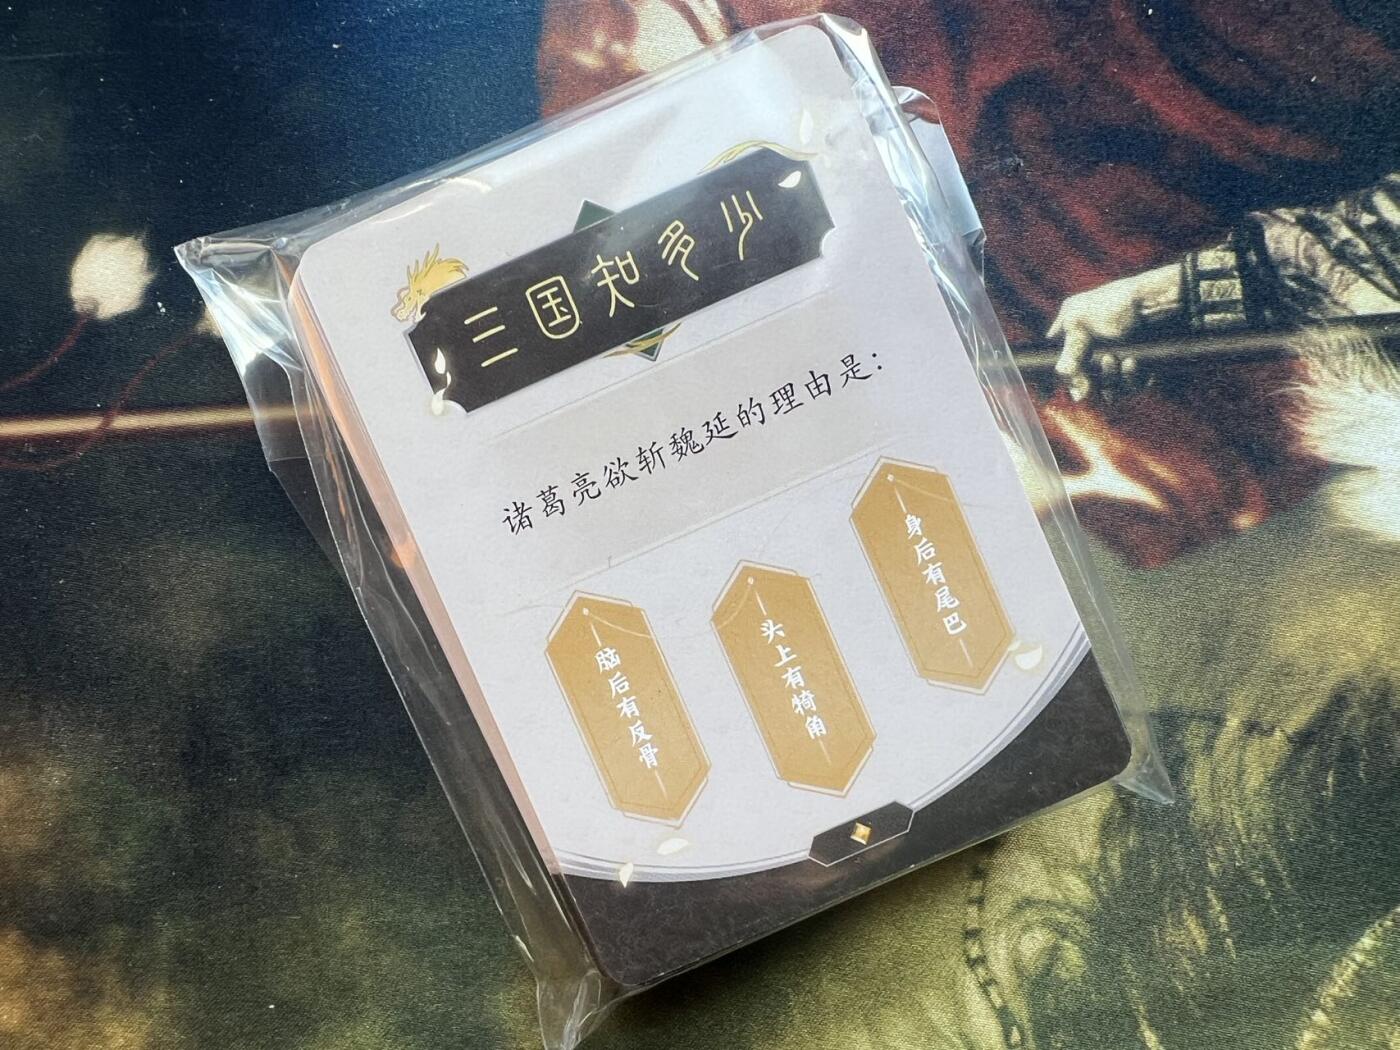 三国知多少
诸葛亮欲斩魏延的理由是：
脑后有反骨
头上有犄角
身后有尾巴